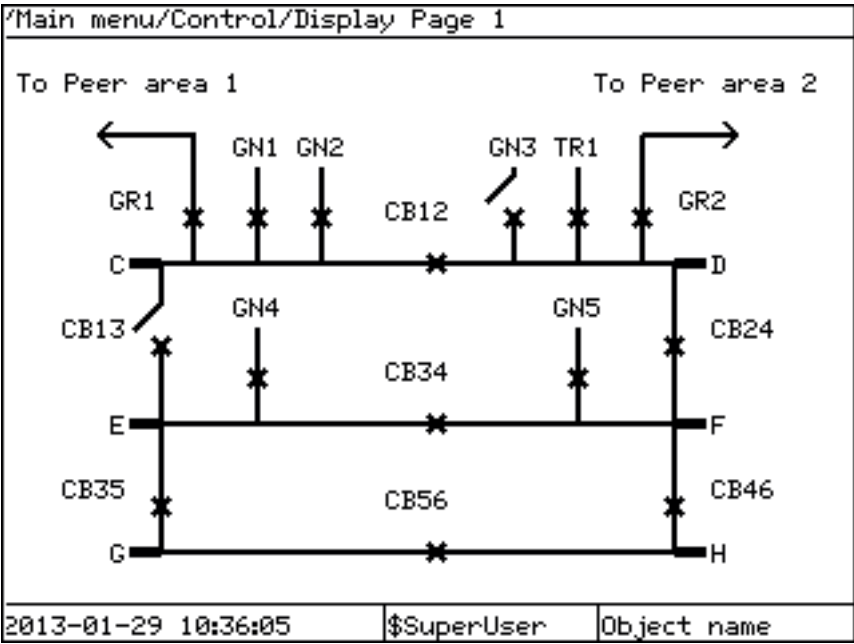 /Main menu/Control/Display Page 1
To Peer area 1
To Peer area 2
GN1 GN2
GN3 TR1
GR1
CB12
GR2
C
D
GN4
GN5
CB13
CB24
CB34
E
F
CB35
CB56
CB46
G
H
2013-01-29 10:36:05
$SuperUser
Object name